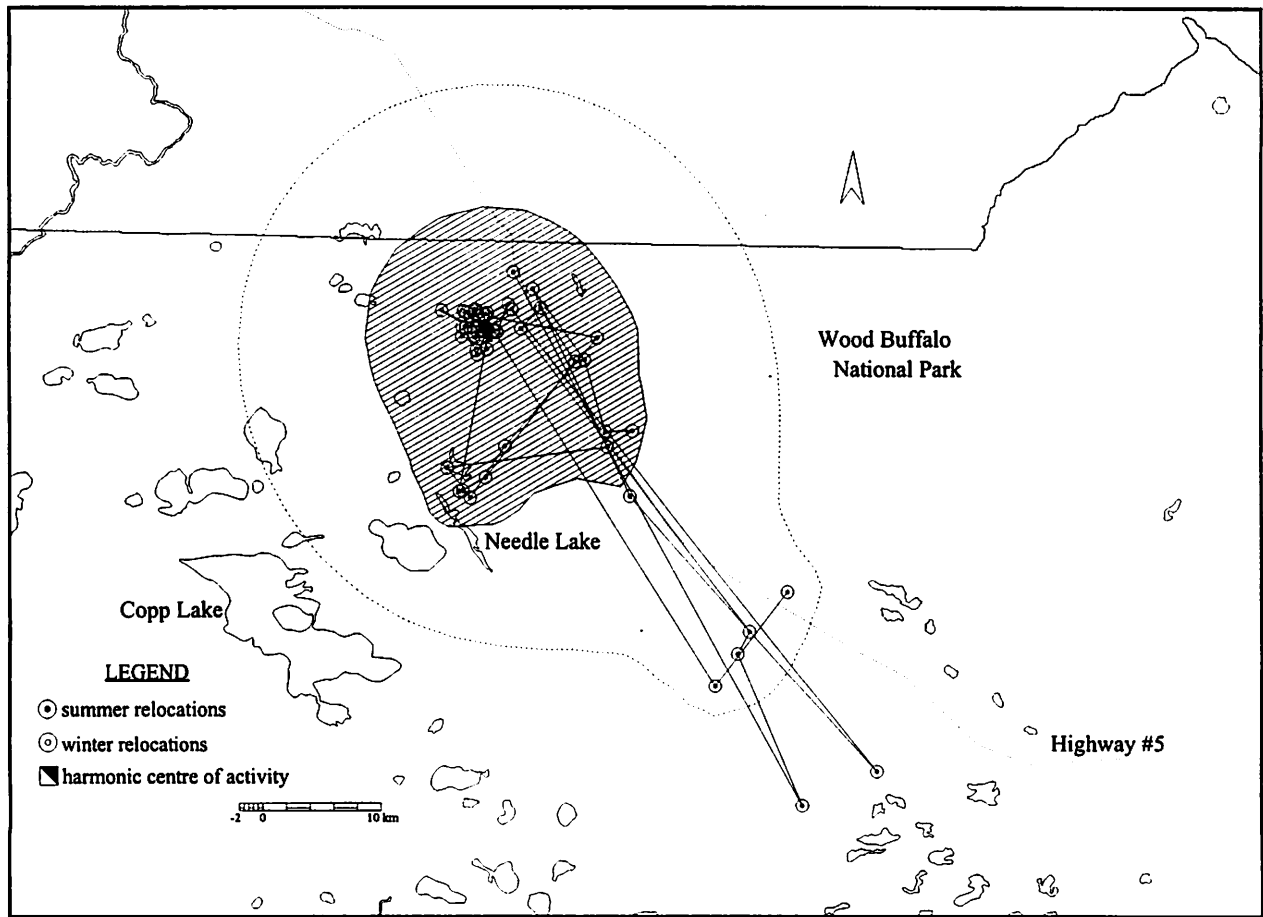 Wood Buffalo
National Park
Needle Lake
Copp Lake
LEGEND
summer relocations
winter relocations
harmonic centre of activity
-2 0 10 km
Highway #5